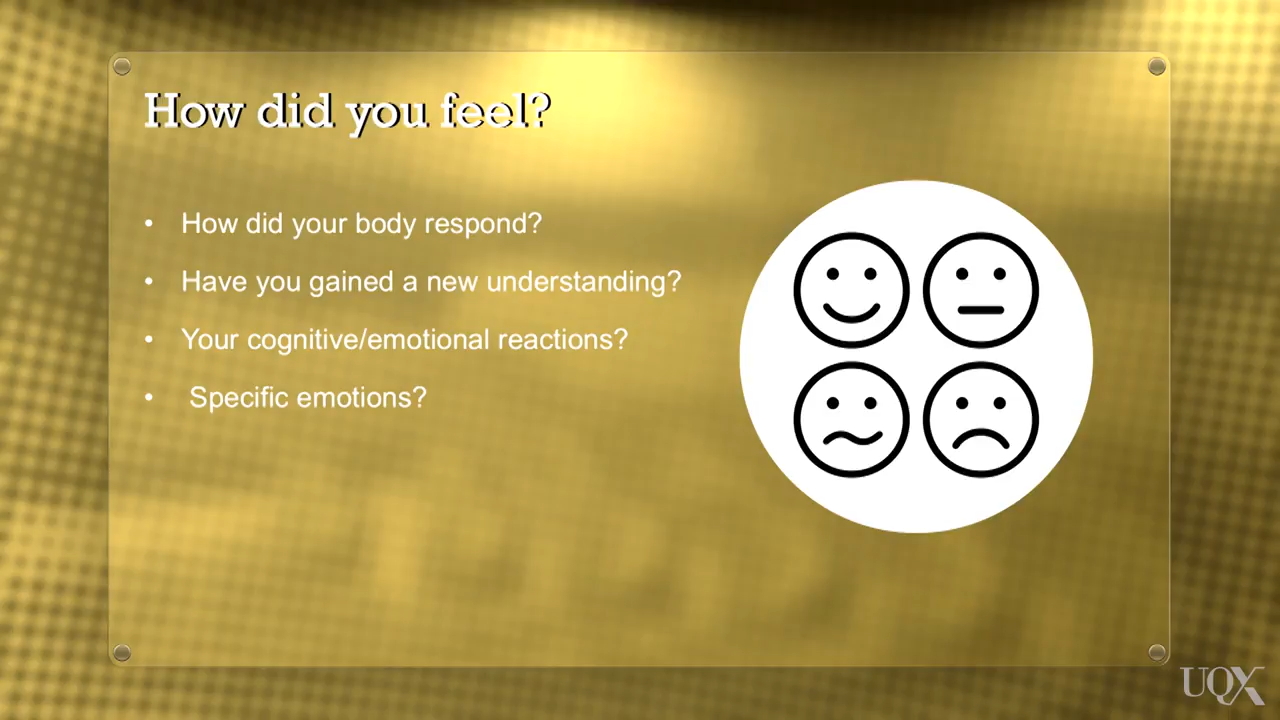 How did you feel?
• How did your body respond?
• Have you gained a new understanding?
• Your cognitive/emotional reactions?
• Specific emotions?
UQX